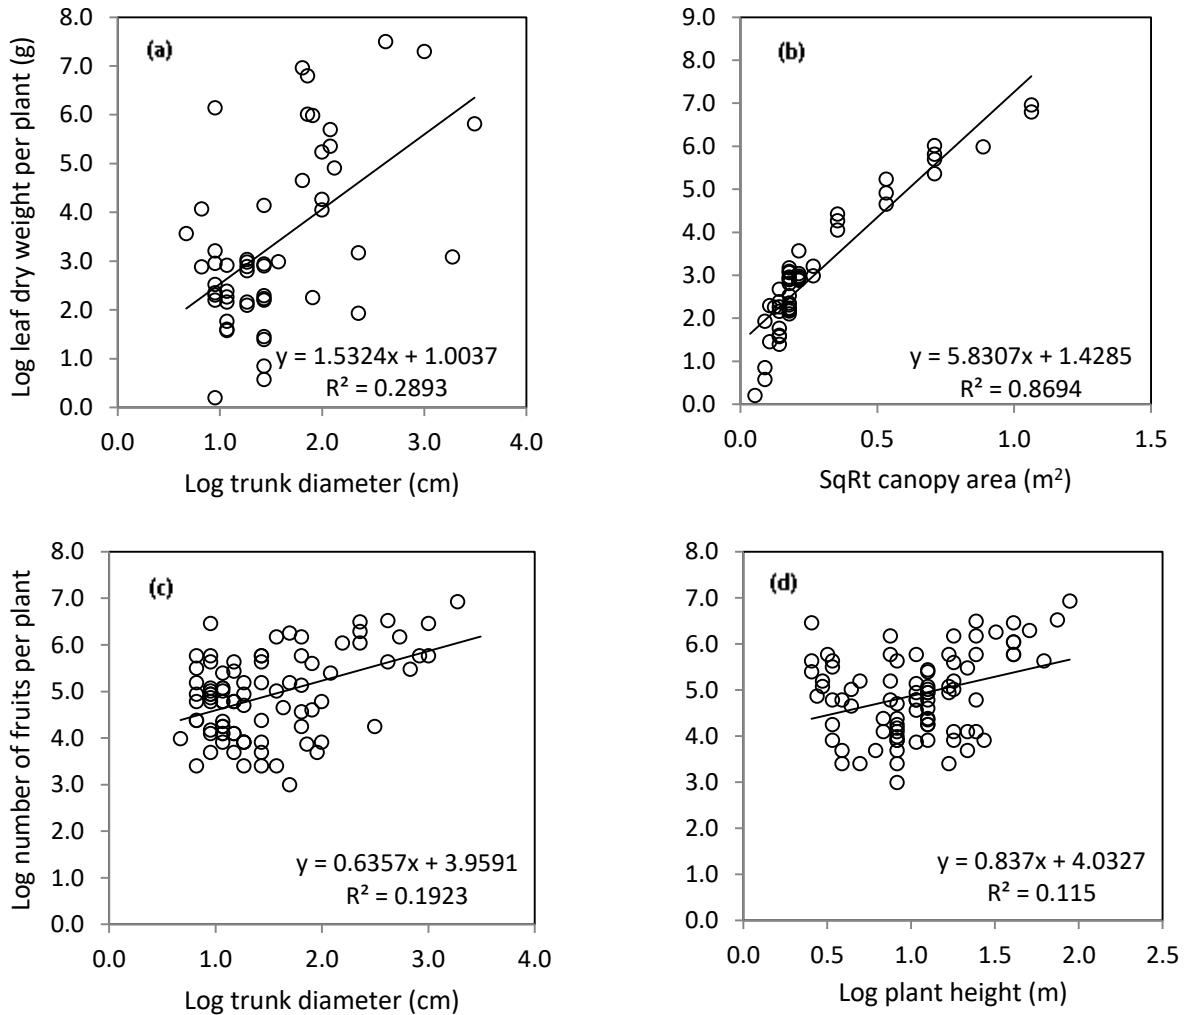 (a)
Log leaf dry weight per plant (g)
8.0
7.0
6.0
5.0
4.0
3.0
2.0
1.0
0.0
y = 1.5324x + 1.0037
R² = 0.2893
0.0 1.0 2.0 3.0 4.0
Log trunk diameter (cm)
(b)
9.0
8.0
7.0
6.0
5.0
4.0
3.0
2.0
1.0
0.0
y = 5.8307x + 1.4285
R² = 0.8694
0.0 0.5 1.0 1.5
SqRt canopy area (m²)
(c)
Log number of fruits per plant
8.0
7.0
6.0
5.0
4.0
3.0
2.0
1.0
0.0
y = 0.6357x + 3.9591
R² = 0.1923
0.0 1.0 2.0 3.0 4.0
Log trunk diameter (cm)
(d)
8.0
7.0
6.0
5.0
4.0
3.0
2.0
1.0
0.0
y = 0.837x + 4.0327
R² = 0.115
0.0 0.5 1.0 1.5 2.0 2.5
Log plant height (m)